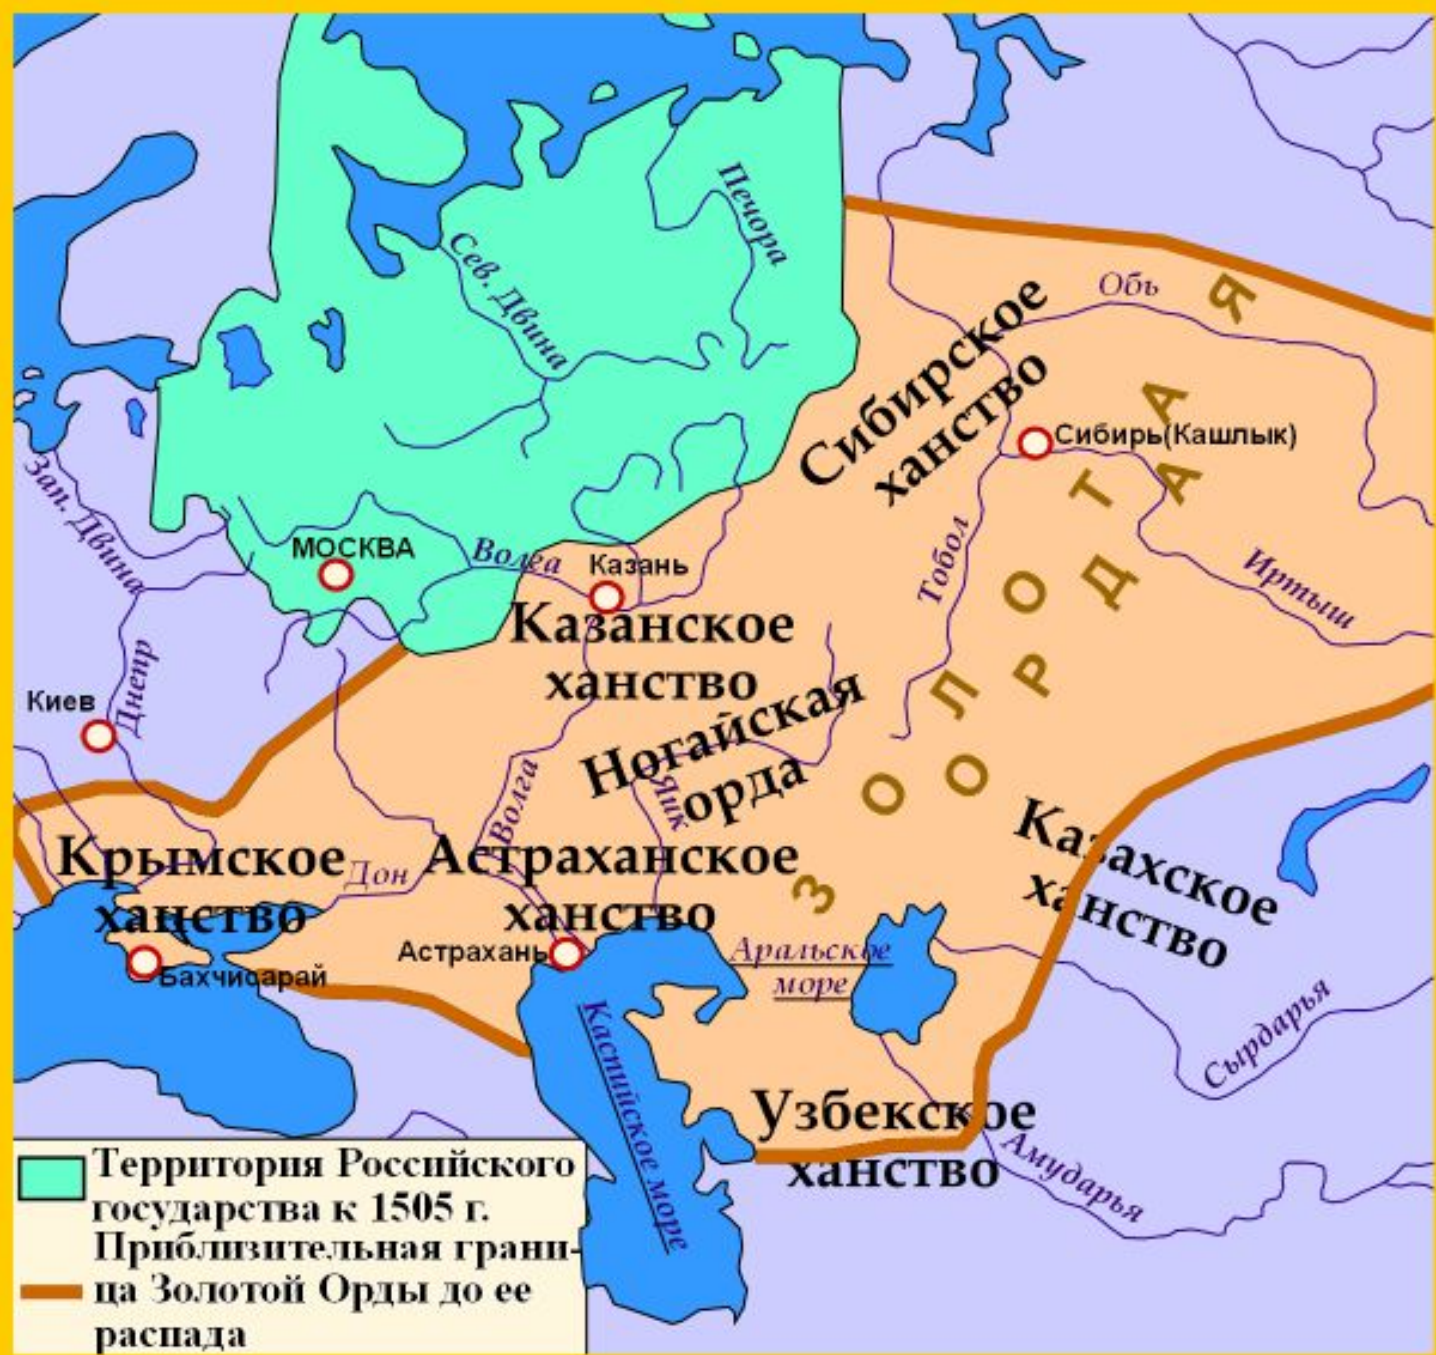 Печора
Сев. Двина
Обь
Сибирское
ханство
Сибирь(Кашлык)
Зап. Двина
МОСКВА
Волга
Казань
Тобол
Иртыш
Казанское
ханство
Днепр
Киев
Ногайская
орда
Яик
Волга
ЗОЛОТАЯ
ОРДА
Крымское
ханство
Дон
Астраханское
ханство
Казахское
ханство
Астрахань
Бахчисарай
Аральское
море
Каспийское море
Сырдарья
Узбекское
ханство
Амударья
Территория Российского
государства к 1505 г.
Приблизительная грани-
ца Золотой Орды до ее
распада